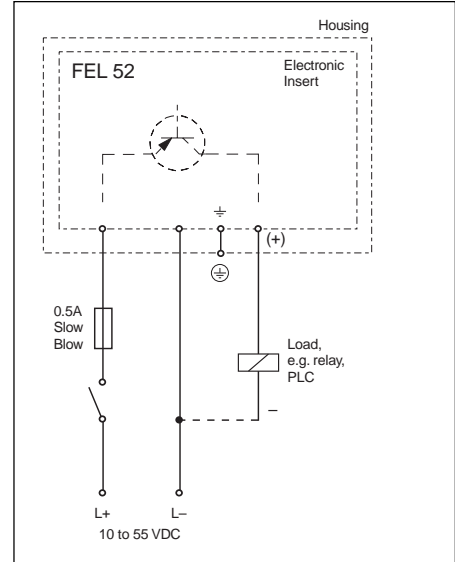 Housing
FEL 52
Electronic
Insert
(+)
0.5A
Slow
Blow
Load,
e.g. relay,
PLC
–
L+
L–
10 to 55 VDC